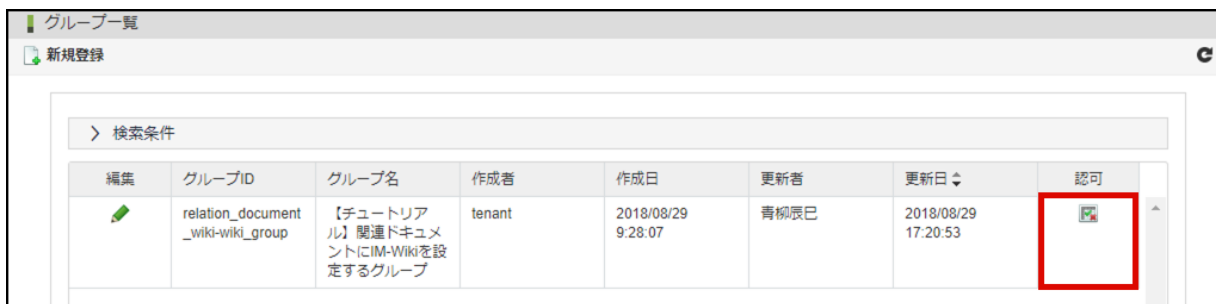 グループ一覧
新規登録
検索条件
編集 グループID グループ名 作成者 作成日 更新者 更新日 認可
relation_document 【チュートリア tenant 2018/08/29 青柳辰巳 2018/08/29
_wiki-wiki_group ル】関連ドキュメ 9:28:07 17:20:53
ントにIM-Wikiを設
定するグループ